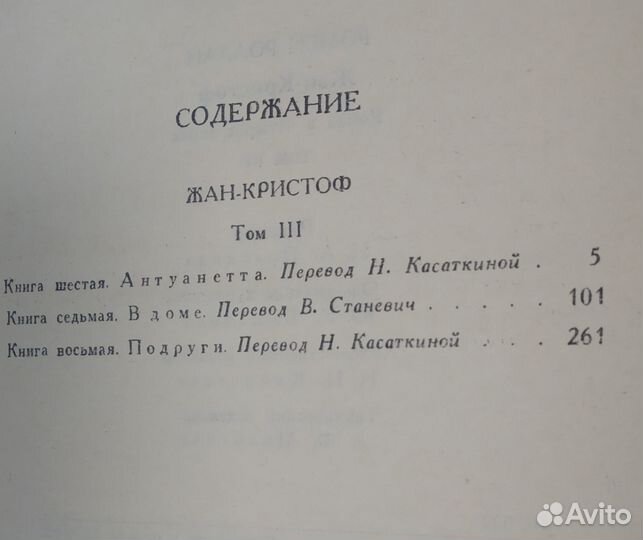 СОДЕРЖАНИЕ
ЖАН-КРИСТОФ
Том III
Книга шестая. Антуанетта. Перевод Н. Касаткиной . 5
Книга седьмая. В доме. Перевод В. Станевич . . . . . 101
Книга восьмая. Подруги. Перевод Н. Касаткиной . . . 261
Avito